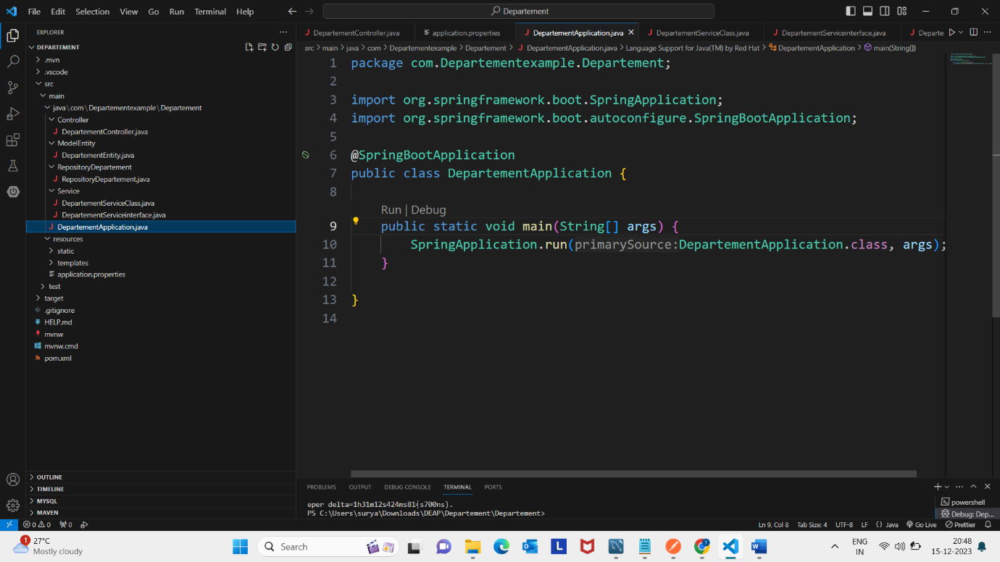 File Edit Selection View Go Run Terminal Help
Departement
EXPLORER
DEPARTEMENT
.mvn
.vscode
src
main
java\com\Departementexample\Departement
Controller
DepartementController.java
ModelEntity
DepartementEntity.java
RepositoryDepartement
RepositoryDepartement.java
Service
DepartementServiceClass.java
DepartementServiceinterface.java
DepartementApplication.java
resources
static
templates
application.properties
test
target
.gitignore
HELP.md
mvnw
mvnw.cmd
pom.xml
OUTLINE
TIMELINE
MYSQL
MAVEN
DepartementController.java application.properties DepartementApplication.java DepartementServiceClass.java DepartementServiceinterface.java Departe
src > main > java > com > Departementexample > Departement > DepartementApplication.java > Language Support for Java(TM) by Red Hat > DepartementApplication > main(String[])
1 package com.Departementexample.Departement;
2
3 import org.springframework.boot.SpringApplication;
4 import org.springframework.boot.autoconfigure.SpringBootApplication;
5
6 @SpringBootApplication
7 public class DepartementApplication {
8
Run | Debug
9 public static void main(String[] args) {
10 SpringApplication.run(primarySource:DepartementApplication.class, args);
11 }
12
13 }
14
PROBLEMS OUTPUT DEBUG CONSOLE TERMINAL PORTS
eper delta=1h31m12s424ms81µs700ns).
PS C:\Users\surya\Downloads\DEAP\Departement\Departement>
powershell
Debug: Dep...
0 0 0 Ln 9, Col 8 Tab Size: 4 UTF-8 LF {} Java Go Live Prettier
1
27°C
Mostly cloudy
Search
ENG
IN
20:48
15-12-2023